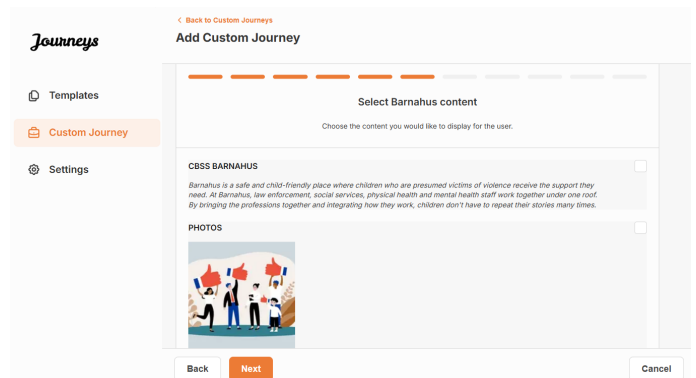 Journeys
< Back to Custom Journeys
Add Custom Journey
Templates
Custom Journey
Settings
Select Barnahus content
Choose the content you would like to display for the user.
CBSS BARNAHUS
Barnahus is a safe and child-friendly place where children who are presumed victims of violence receive the support they
need. At Barnahus, law enforcement, social services, physical health and mental health staff work together under one roof.
By bringing the professions together and integrating how they work, children don't have to repeat their stories many times.
PHOTOS
Back
Next
Cancel